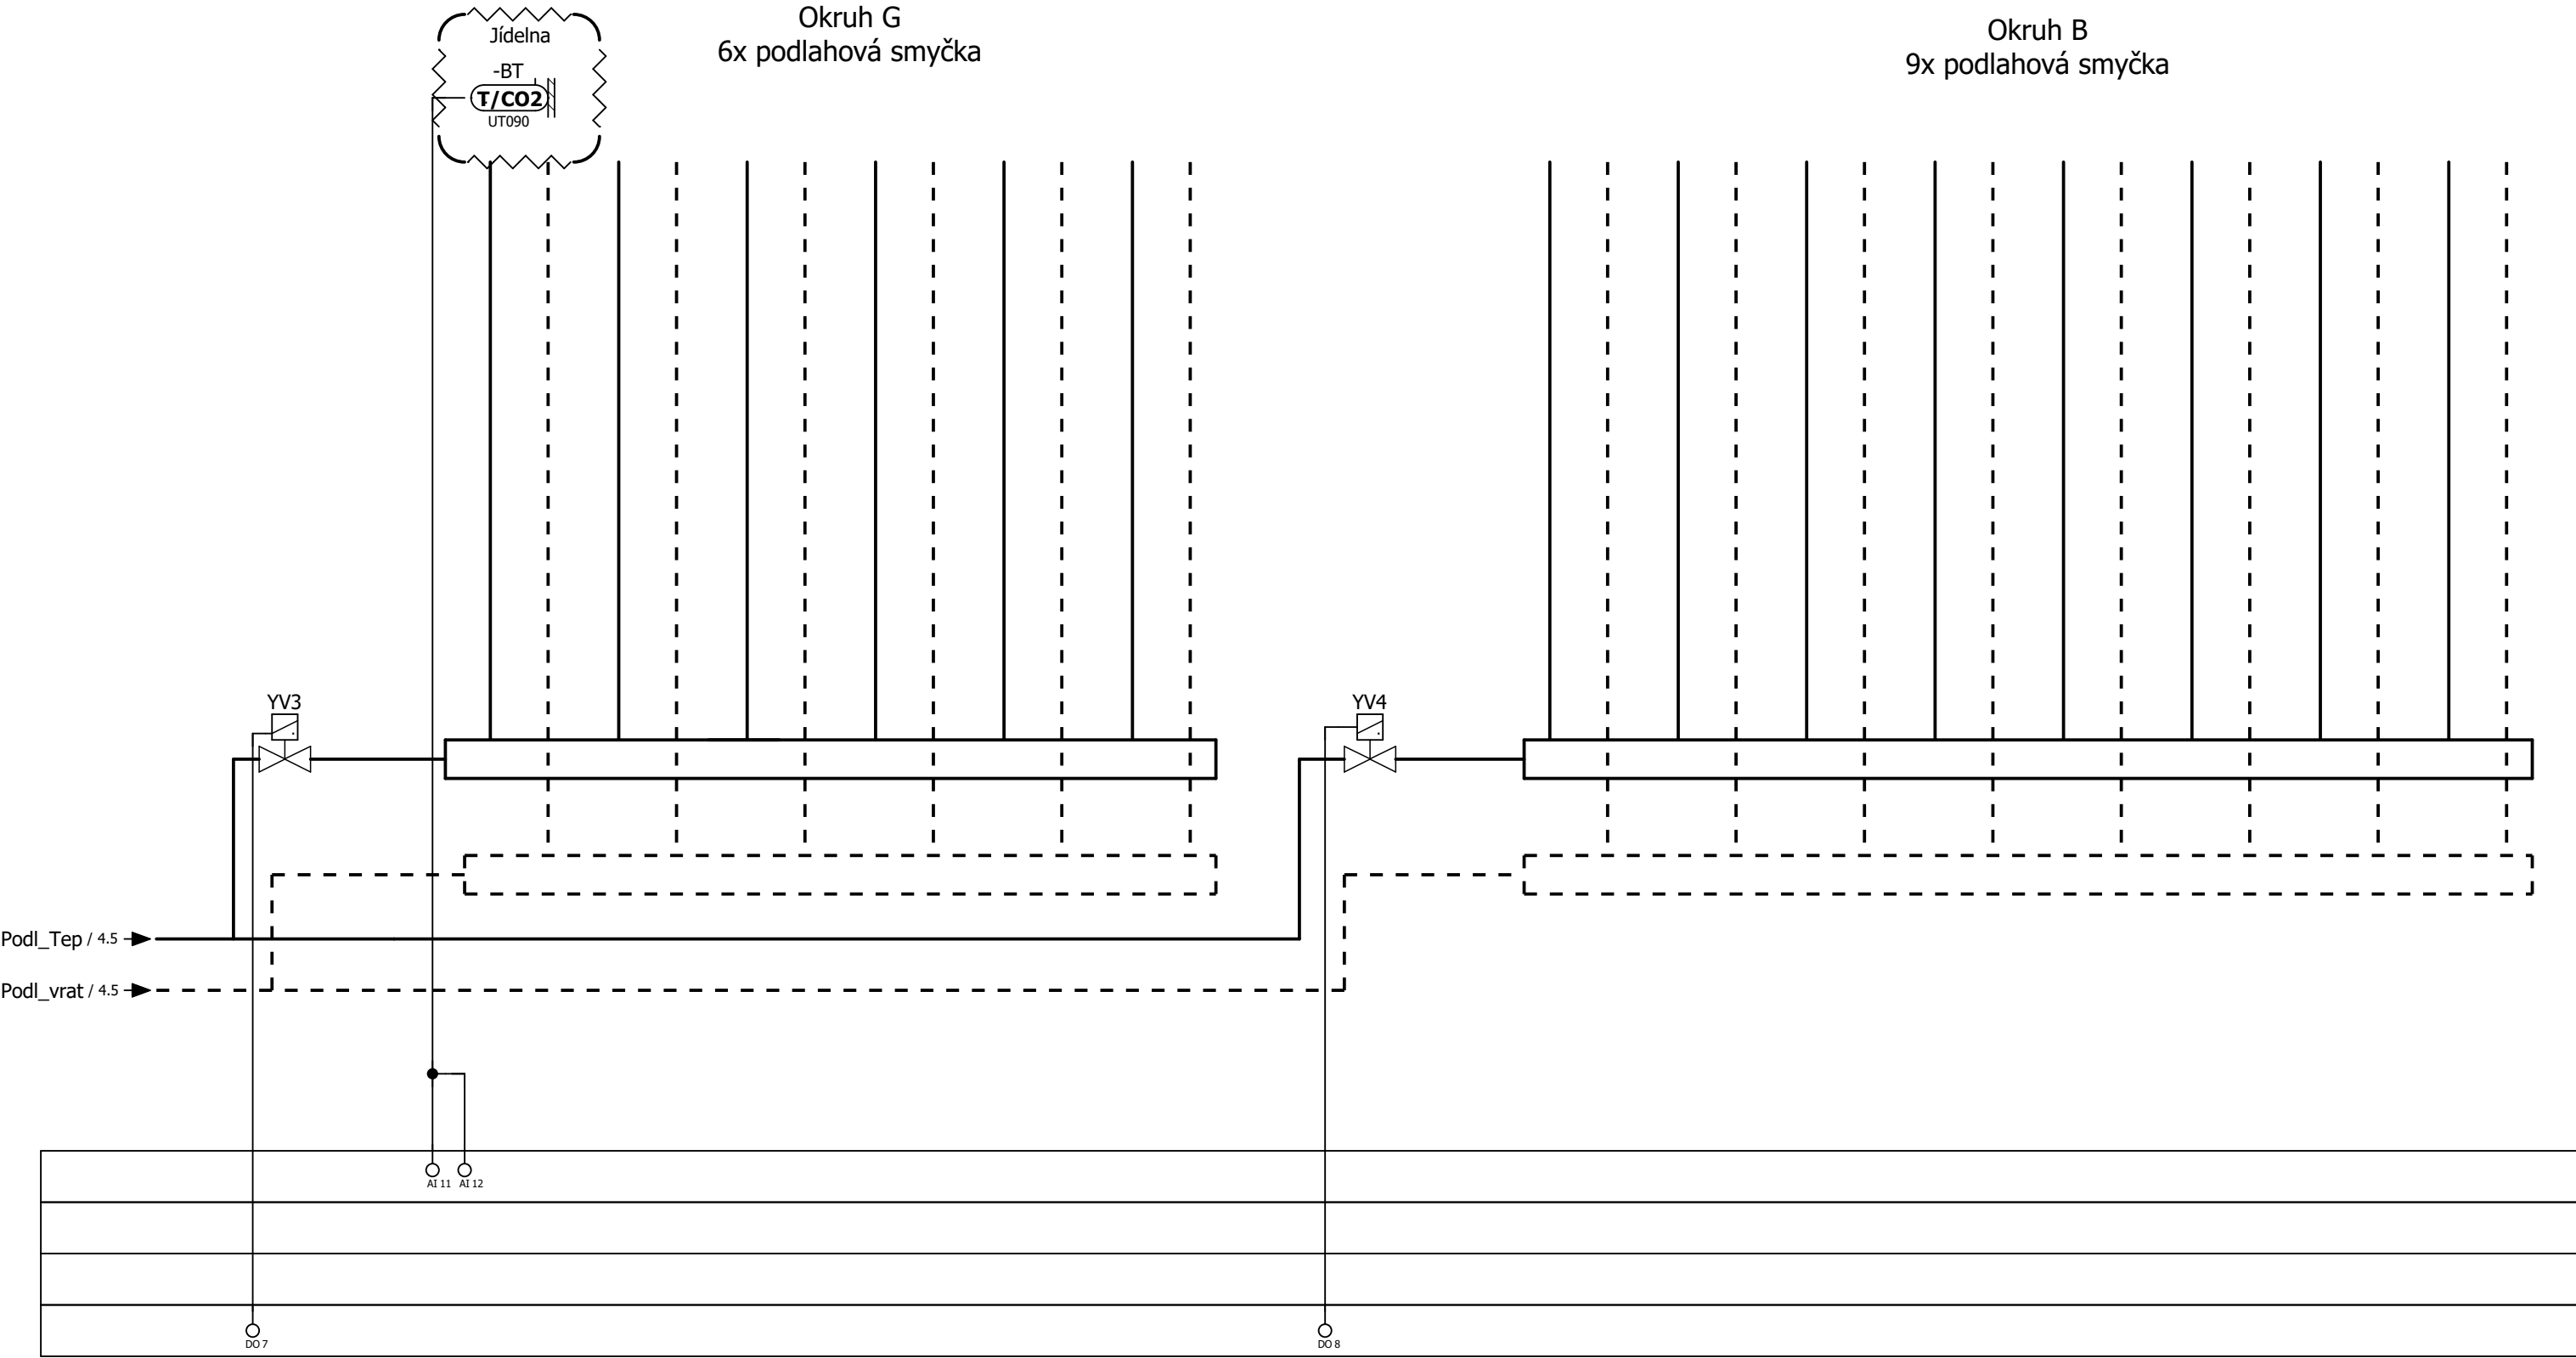 Okruh G
6x podlahová smyčka
Okruh B
9x podlahová smyčka
Jídelna
-BT
T/CO2
UT090
YV3
YV4
Podl_Tep / 4.5
Podl_vrat / 4.5
AI 11
AI 12
DO 7
DO 8